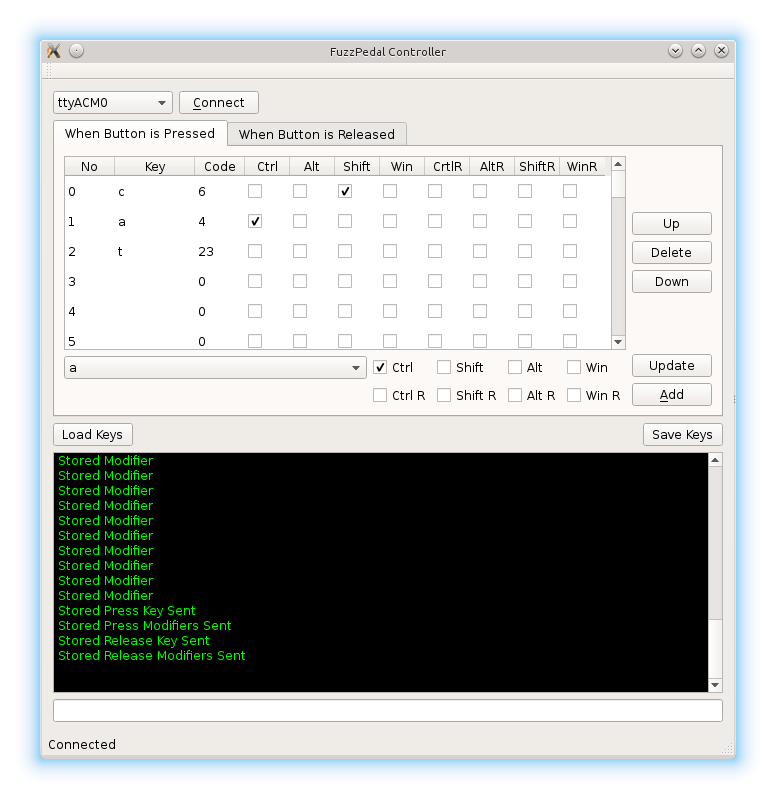 FuzzPedal Controller
ttyACM0 Connect
When Button is Pressed When Button is Released
No Key Code Ctrl Alt Shift Win CrtlR AltR ShiftR WinR
0 c 6
1 a 4
2 t 23
3 0
4 0
5 0
Up
Delete
Down
a Ctrl Shift Alt Win Update
Ctrl R Shift R Alt R Win R Add
Load Keys Save Keys
Stored Modifier
Stored Modifier
Stored Modifier
Stored Modifier
Stored Modifier
Stored Modifier
Stored Modifier
Stored Modifier
Stored Modifier
Stored Modifier
Stored Press Key Sent
Stored Press Modifiers Sent
Stored Release Key Sent
Stored Release Modifiers Sent
Connected